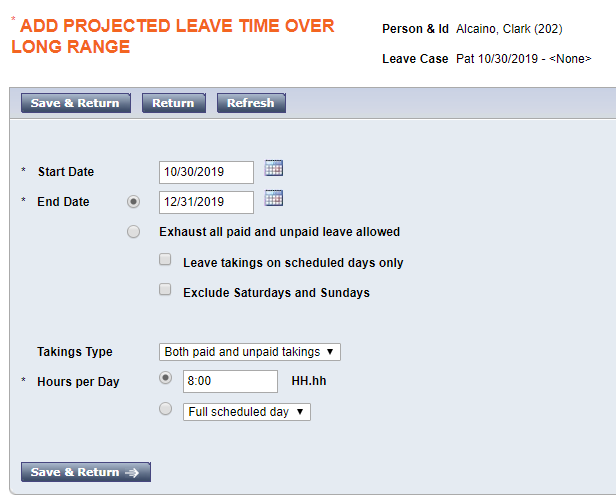 * ADD PROJECTED LEAVE TIME OVER
LONG RANGE
Person & Id Alcaino, Clark (202)
Leave Case Pat 10/30/2019 - <None>
Save & Return Return Refresh
* Start Date 10/30/2019
* End Date 12/31/2019
Exhaust all paid and unpaid leave allowed
Leave takings on scheduled days only
Exclude Saturdays and Sundays
Takings Type Both paid and unpaid takings
* Hours per Day 8:00 HH.hh
Full scheduled day
Save & Return